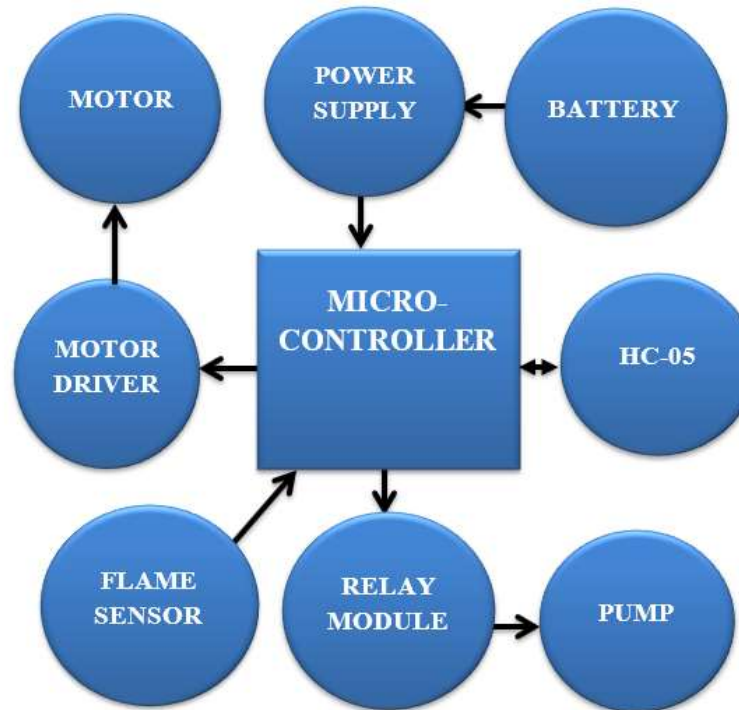 MOTOR
POWER
SUPPLY
BATTERY
MICRO-
CONTROLLER
MOTOR
DRIVER
HC-05
FLAME
SENSOR
RELAY
MODULE
PUMP